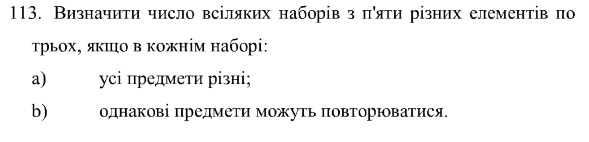 113. Визначити число всіляких наборів з п'яти різних елементів по
трьох, якщо в кожнім наборі:
a) усі предмети різні;
b) однакові предмети можуть повторюватися.